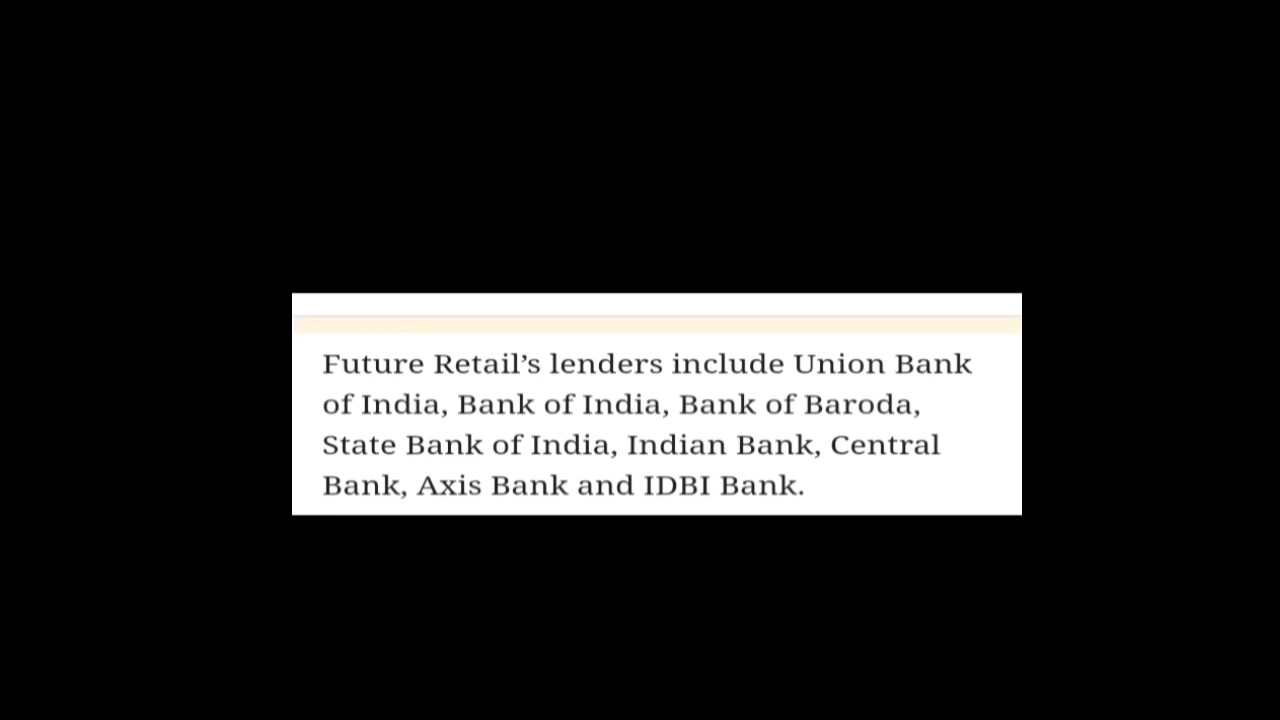 Future Retail’s lenders include Union Bank
of India, Bank of India, Bank of Baroda,
State Bank of India, Indian Bank, Central
Bank, Axis Bank and IDBI Bank.